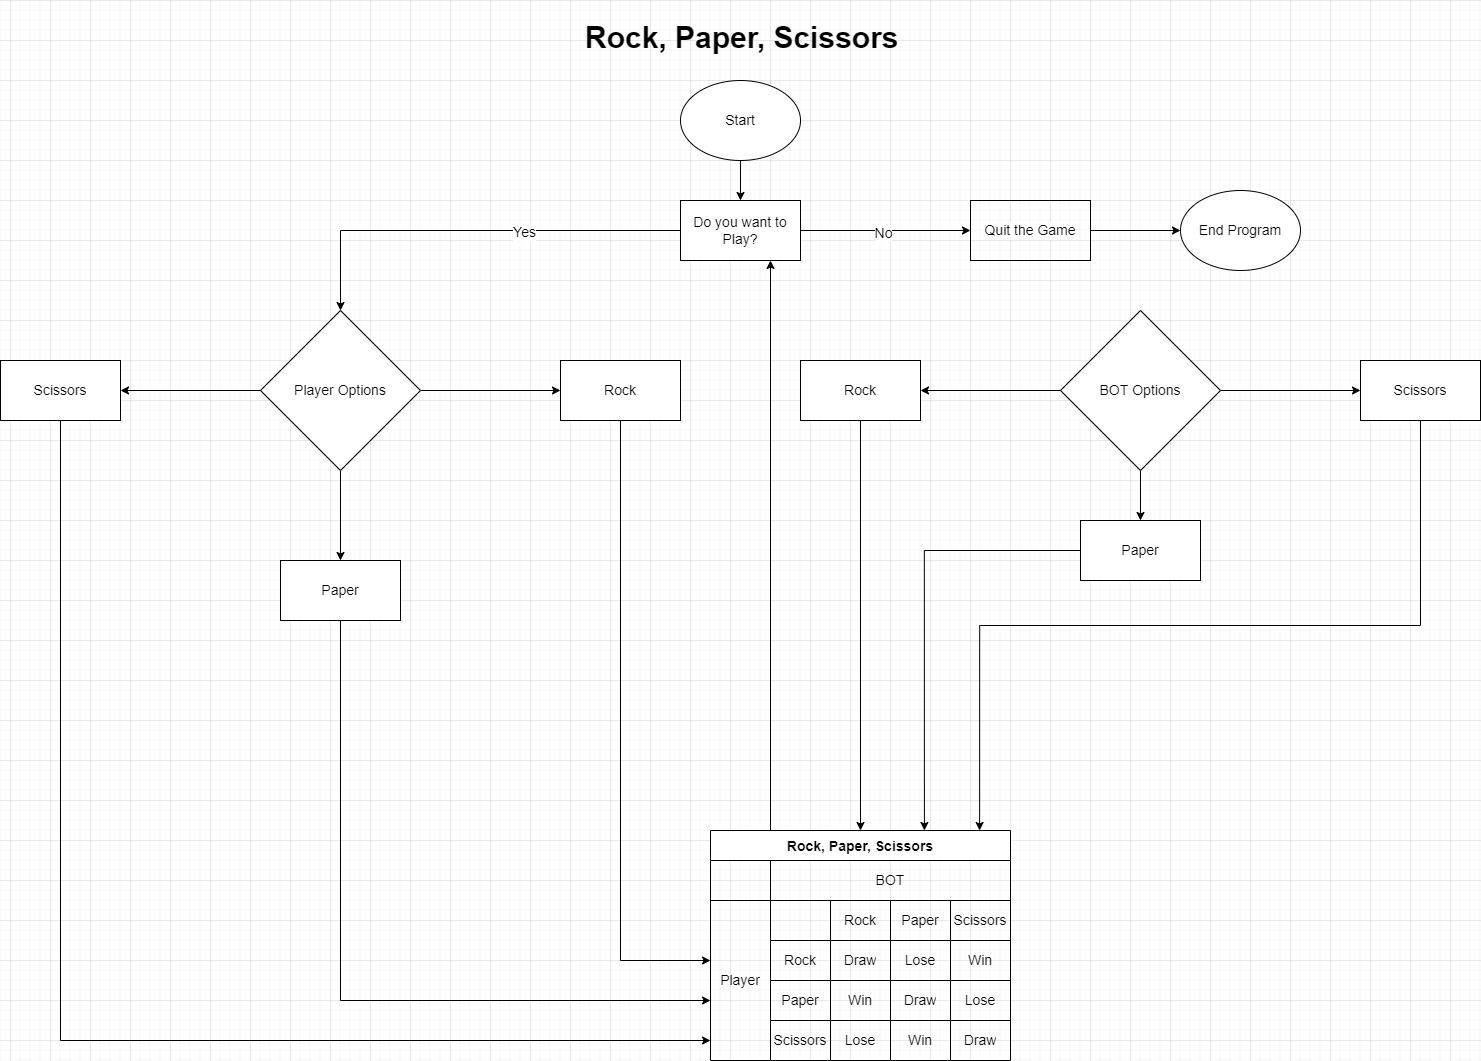 Rock, Paper, Scissors
Start
Do you want to
Play?
Yes
No
Quit the Game
End Program
Scissors
Player Options
Rock
Rock
BOT Options
Scissors
Paper
Paper
Rock, Paper, Scissors
BOT
Rock Paper Scissors
Player
Rock Draw Lose Win
Paper Win Draw Lose
Scissors Lose Win Draw